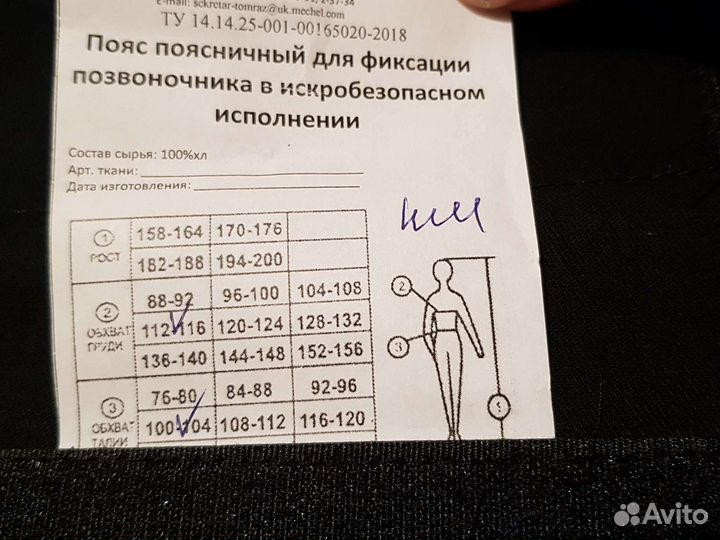 E-mail: sckretar-tomraz@uk.mechel.com
ТУ 14.14.25-001-00165020-2018
Пояс поясничный для фиксации
позвоночника в искробезопасном
исполнении
Состав сырья: 100%хл
Арт. ткани:
Дата изготовления:
1 РОСТ
158-164 170-176
182-188 194-200
2 ОБХВАТ ГРУДИ
88-92 96-100 104-108
112-116 120-124 128-132
136-140 144-148 152-156
3 ОБХВАТ ТАЛИИ
76-80 84-88 92-96
100-104 108-112 116-120
2
3
1
Avito